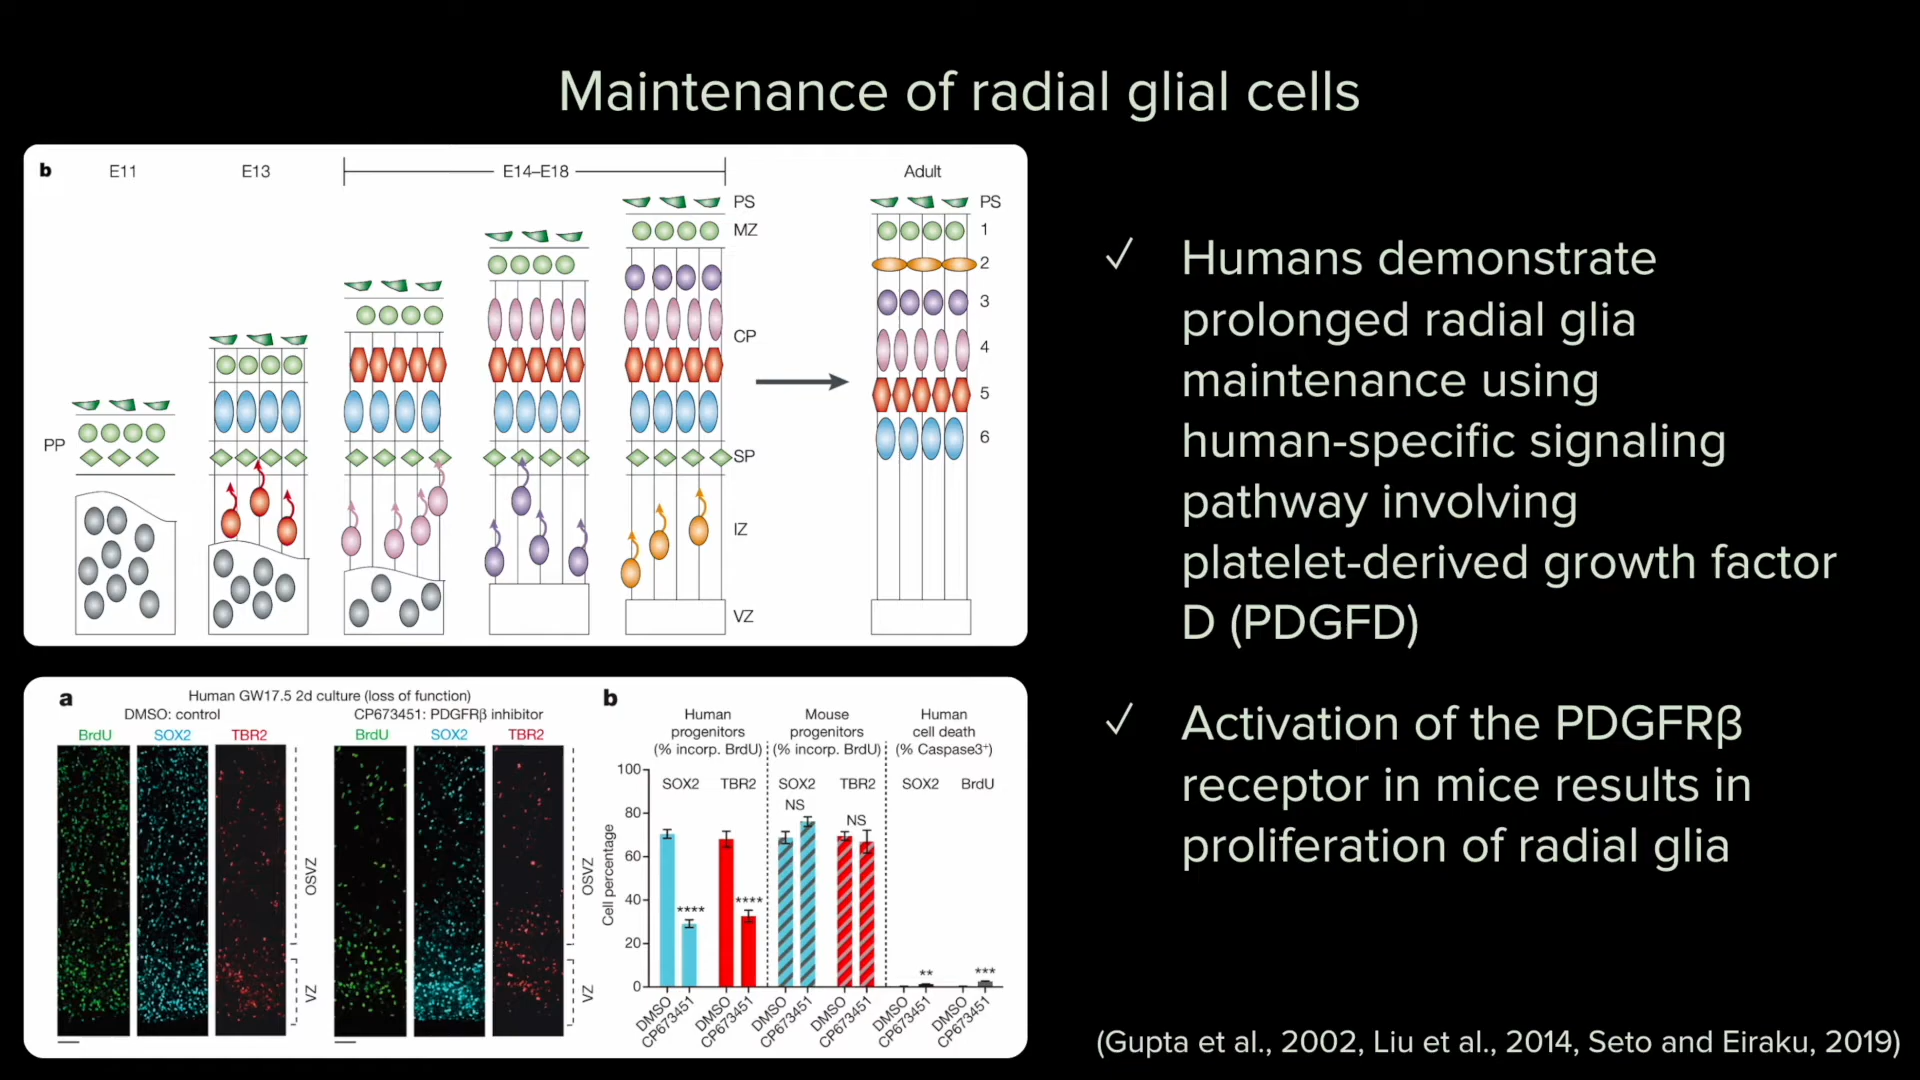 Maintenance of radial glial cells
b
E11
E13
E14–E18
Adult
PS
MZ
CP
SP
IZ
VZ
PP
PS
1
2
3
4
5
6
✓ Humans demonstrate
prolonged radial glia
maintenance using
human-specific signaling
pathway involving
platelet-derived growth factor
D (PDGFD)
✓ Activation of the PDGFRβ
receptor in mice results in
proliferation of radial glia
a
Human GW17.5 2d culture (loss of function)
DMSO: control
CP673451: PDGFRβ inhibitor
BrdU SOX2 TBR2
BrdU SOX2 TBR2
OSVZ
VZ
OSVZ
VZ
b
Human
progenitors
(% incorp. BrdU)
Mouse
progenitors
(% incorp. BrdU)
Human
cell death
(% Caspase3⁺)
SOX2 TBR2 SOX2 TBR2 SOX2 BrdU
NS
NS
**** **** ** ***
Cell percentage
100
80
60
40
20
0
DMSO CP673451 DMSO CP673451 DMSO CP673451 DMSO CP673451 DMSO CP673451 DMSO CP673451
(Gupta et al., 2002, Liu et al., 2014, Seto and Eiraku, 2019)